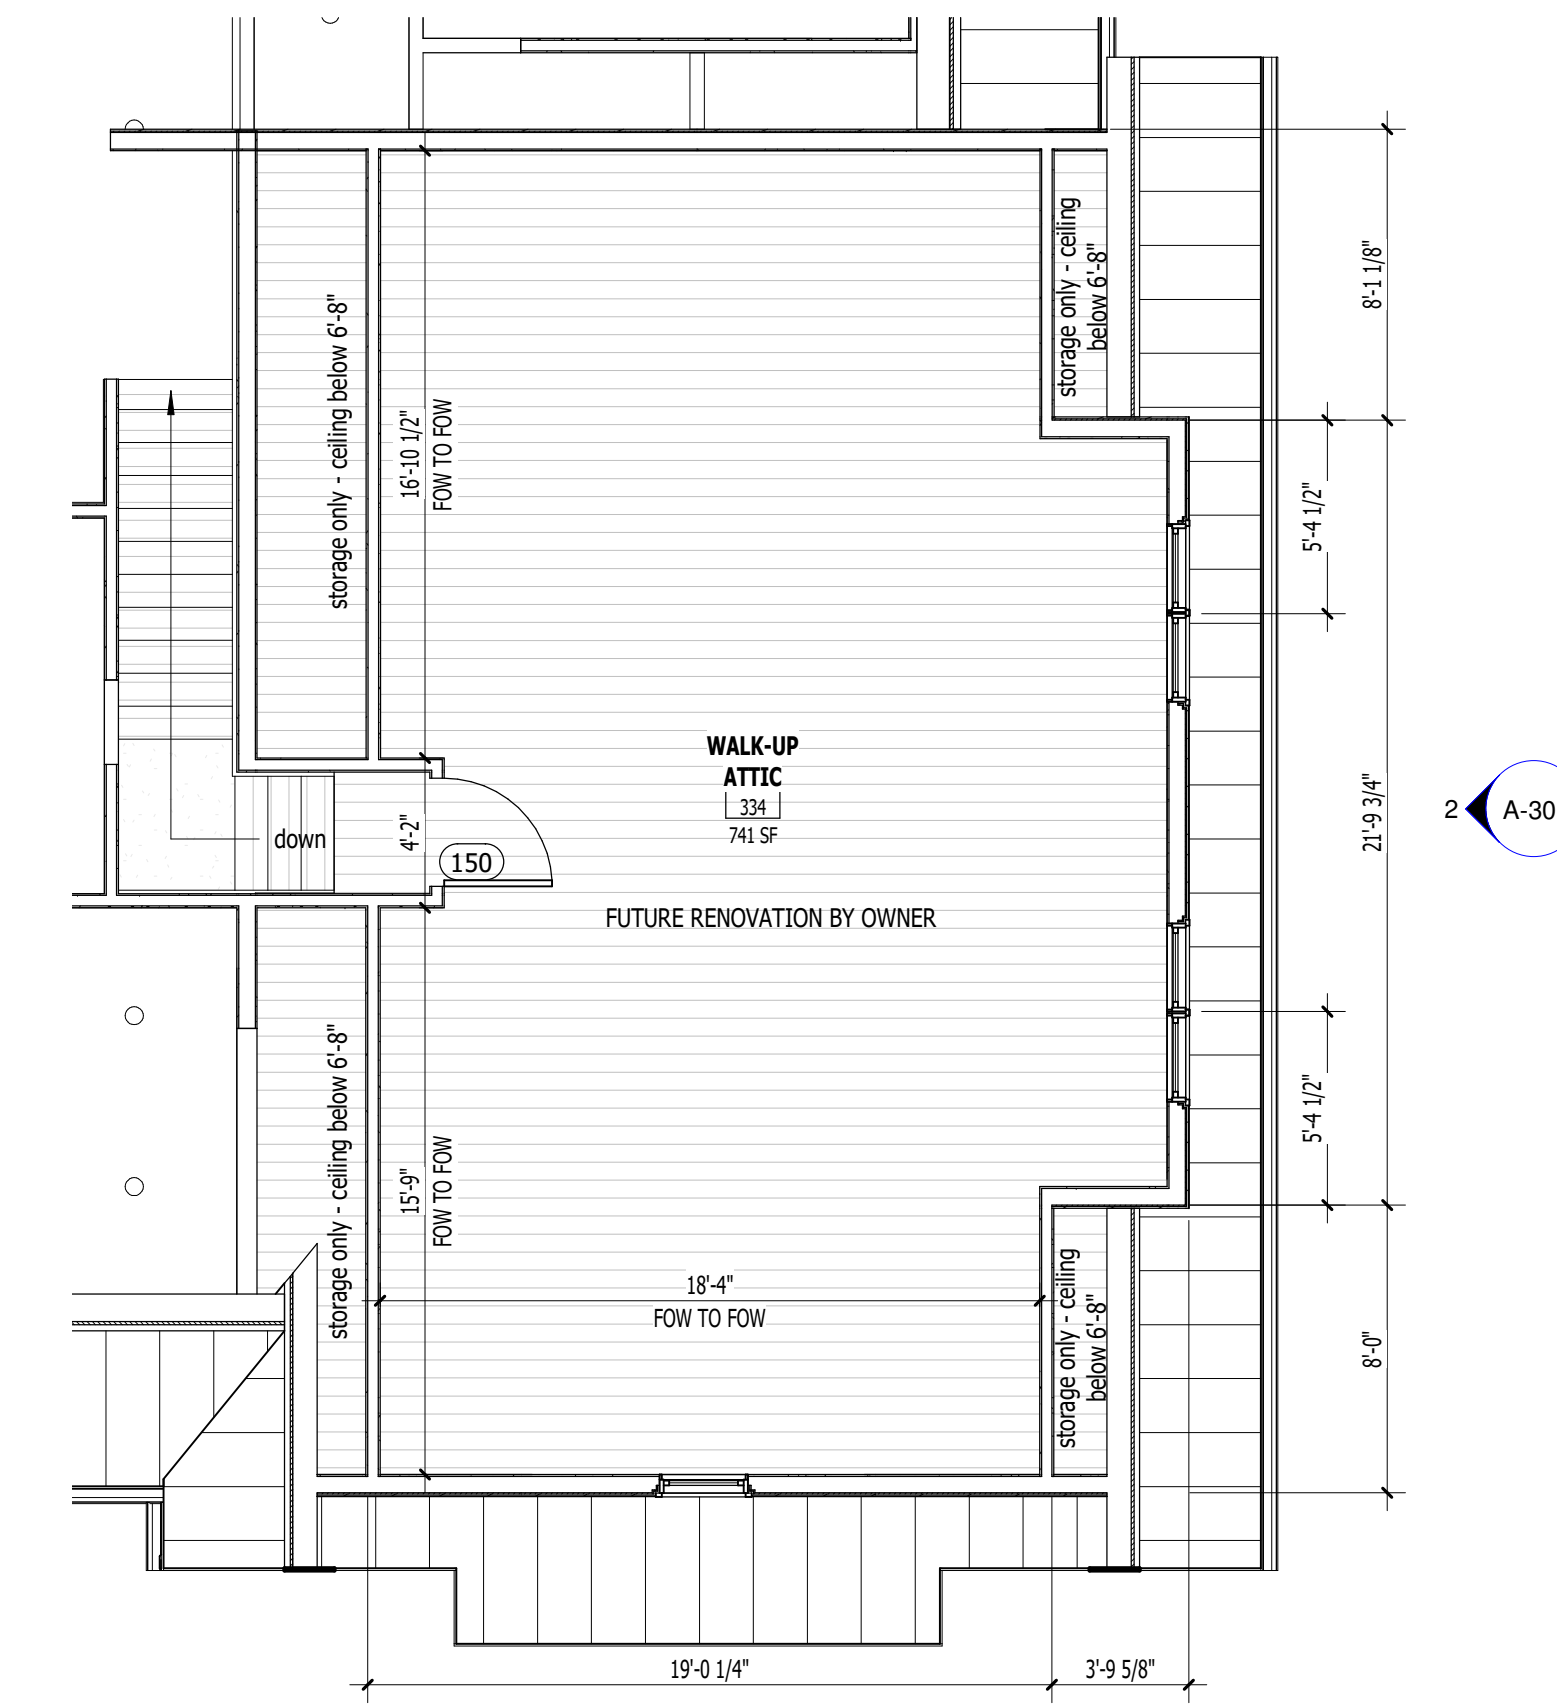 storage only - ceiling
below 6'-8"
8'-1 1/8"
storage only - ceiling below 6'-8"
16'-10 1/2"
FOW TO FOW
5'-4 1/2"
WALK-UP
ATTIC
334
741 SF
21'-9 3/4"
2
A-30
down
4'-2"
150
FUTURE RENOVATION BY OWNER
storage only - ceiling below 6'-8"
15'-9"
FOW TO FOW
5'-4 1/2"
18'-4"
FOW TO FOW
storage only - ceiling
below 6'-8"
8'-0"
19'-0 1/4"
3'-9 5/8"